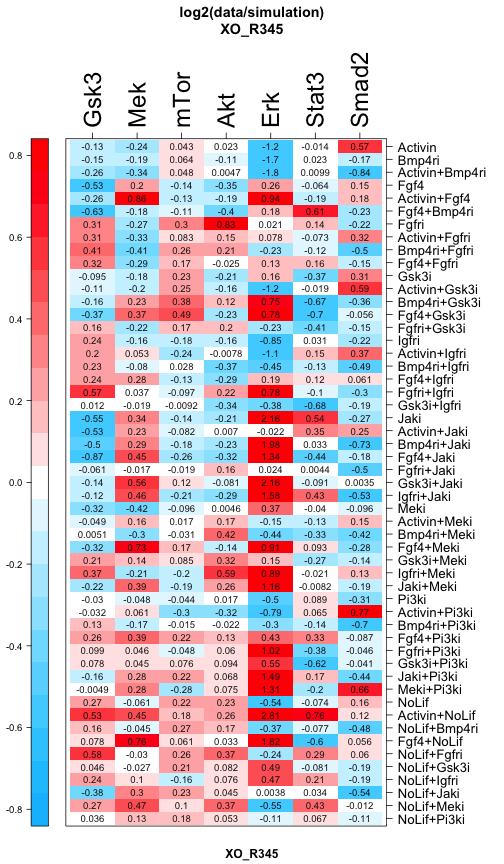 log2(data/simulation)
XO_R345
Gsk3 Mek mTor Akt Erk Stat3 Smad2
0.8
0.6
0.4
0.2
0.0
-0.2
-0.4
-0.6
-0.8
-0.13 -0.24 0.043 0.023 -1.2 -0.014 0.57 Activin
-0.15 -0.19 0.064 -0.11 -1.7 0.023 -0.17 Bmp4ri
-0.26 -0.34 0.048 0.0047 -1.8 0.0099 -0.84 Activin+Bmp4ri
-0.53 0.2 -0.14 -0.35 0.26 -0.064 0.15 Fgf4
-0.26 0.86 -0.13 -0.19 0.94 -0.19 0.18 Activin+Fgf4
-0.63 -0.18 -0.11 -0.4 0.18 0.61 -0.23 Fgf4+Bmp4ri
0.31 -0.27 0.3 0.83 0.021 0.14 -0.22 Fgfri
0.31 -0.33 0.083 0.15 0.078 -0.073 0.32 Activin+Fgfri
0.41 -0.41 0.26 0.21 -0.23 -0.12 -0.5 Bmp4ri+Fgfri
0.32 -0.29 0.17 -0.025 0.13 0.16 -0.15 Fgf4+Fgfri
-0.095 -0.18 0.23 -0.21 0.16 -0.37 0.31 Gsk3i
-0.11 -0.2 0.25 -0.16 -1.2 -0.019 0.59 Activin+Gsk3i
-0.16 0.23 0.38 0.12 0.75 -0.67 -0.36 Bmp4ri+Gsk3i
-0.37 0.37 0.49 -0.23 0.78 -0.7 -0.056 Fgf4+Gsk3i
0.16 -0.22 0.17 0.2 -0.23 -0.41 -0.15 Fgfri+Gsk3i
0.24 -0.16 -0.18 -0.16 -0.85 0.031 -0.22 Igfri
0.2 0.053 -0.24 -0.0078 -1.1 0.15 0.37 Activin+Igfri
0.23 -0.08 0.028 -0.37 -0.45 -0.13 -0.49 Bmp4ri+Igfri
0.24 0.28 -0.13 -0.29 0.19 0.12 0.061 Fgf4+Igfri
0.57 0.037 -0.097 0.22 0.78 -0.1 -0.3 Fgfri+Igfri
0.012 -0.019 -0.0092 -0.34 -0.38 -0.68 -0.19 Gsk3i+Igfri
-0.55 0.34 -0.14 -0.21 2.16 0.54 -0.27 Jaki
-0.53 0.23 -0.082 0.007 -0.022 0.35 0.25 Activin+Jaki
-0.5 0.29 -0.18 -0.23 1.98 0.033 -0.73 Bmp4ri+Jaki
-0.87 0.45 -0.26 -0.32 1.34 -0.44 -0.18 Fgf4+Jaki
-0.061 -0.017 -0.019 0.16 0.024 0.0044 -0.5 Fgfri+Jaki
-0.14 0.56 0.12 -0.081 2.16 -0.091 0.0035 Gsk3i+Jaki
-0.12 0.46 -0.21 -0.29 1.58 0.43 -0.53 Igfri+Jaki
-0.32 -0.42 -0.096 0.0046 0.37 -0.04 -0.096 Meki
-0.049 0.16 0.017 0.17 -0.15 -0.13 0.15 Activin+Meki
0.0051 -0.3 -0.031 0.42 -0.44 -0.33 -0.42 Bmp4ri+Meki
-0.32 0.73 0.17 -0.14 0.91 0.093 -0.28 Fgf4+Meki
0.21 0.14 0.085 0.32 0.15 -0.27 -0.14 Gsk3i+Meki
0.37 -0.21 -0.2 0.59 0.89 -0.021 0.13 Igfri+Meki
-0.22 0.39 -0.19 0.26 1.16 -0.0082 -0.19 Jaki+Meki
-0.03 -0.048 -0.044 0.017 -0.5 0.089 -0.31 Pi3ki
-0.032 0.061 -0.3 -0.32 -0.79 0.065 0.77 Activin+Pi3ki
0.13 -0.17 -0.015 -0.022 -0.3 -0.14 -0.7 Bmp4ri+Pi3ki
0.26 0.39 0.22 0.13 0.43 0.33 -0.087 Fgf4+Pi3ki
0.099 0.046 -0.048 0.06 1.02 -0.38 -0.046 Fgfri+Pi3ki
0.078 0.045 0.076 0.094 0.55 -0.62 -0.041 Gsk3i+Pi3ki
-0.16 0.28 0.22 0.068 1.49 0.17 -0.44 Jaki+Pi3ki
-0.0049 0.28 -0.28 0.075 1.31 -0.2 0.66 Meki+Pi3ki
0.27 -0.061 0.22 0.23 -0.54 -0.074 0.16 NoLif
0.53 0.45 0.18 0.26 2.81 0.76 0.12 Activin+NoLif
0.16 -0.045 0.27 0.17 -0.37 -0.077 -0.48 NoLif+Bmp4ri
0.078 0.76 0.061 0.033 1.82 -0.6 0.056 Fgf4+NoLif
0.58 -0.03 0.26 0.37 -0.24 0.29 0.06 NoLif+Fgfri
0.046 -0.027 0.21 0.082 0.49 -0.081 -0.19 NoLif+Gsk3i
0.24 0.1 -0.16 0.076 0.47 0.21 -0.19 NoLif+Igfri
-0.38 0.3 0.23 0.045 0.0038 0.034 -0.54 NoLif+Jaki
0.27 0.47 0.1 0.37 -0.55 0.43 -0.012 NoLif+Meki
0.036 0.13 0.18 0.053 -0.11 0.067 -0.11 NoLif+Pi3ki
XO_R345